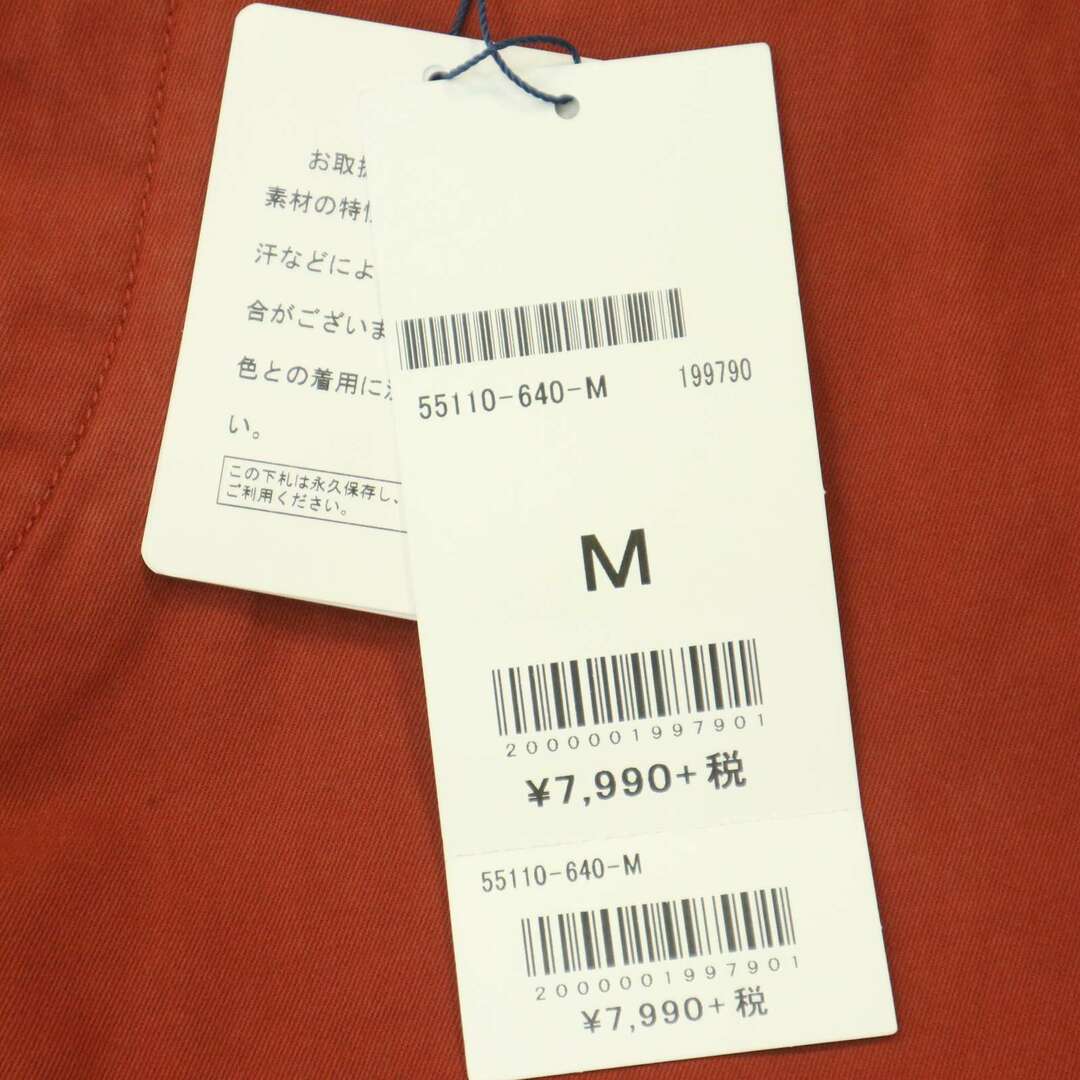 お取扱
素材の特性
汗などによ
合がございま
色との着用に
い。
この下札は永久保存し、
ご利用ください。
55110-640-M 199790
M
2000001997901
¥7,990+税
55110-640-M
2000001997901
¥7,990+税